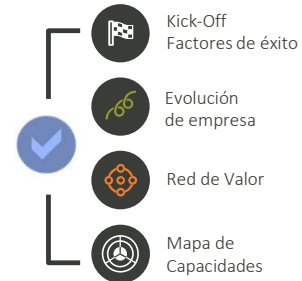 Kick-Off
Factores de éxito
Evolución
de empresa
Red de Valor
Mapa de
Capacidades